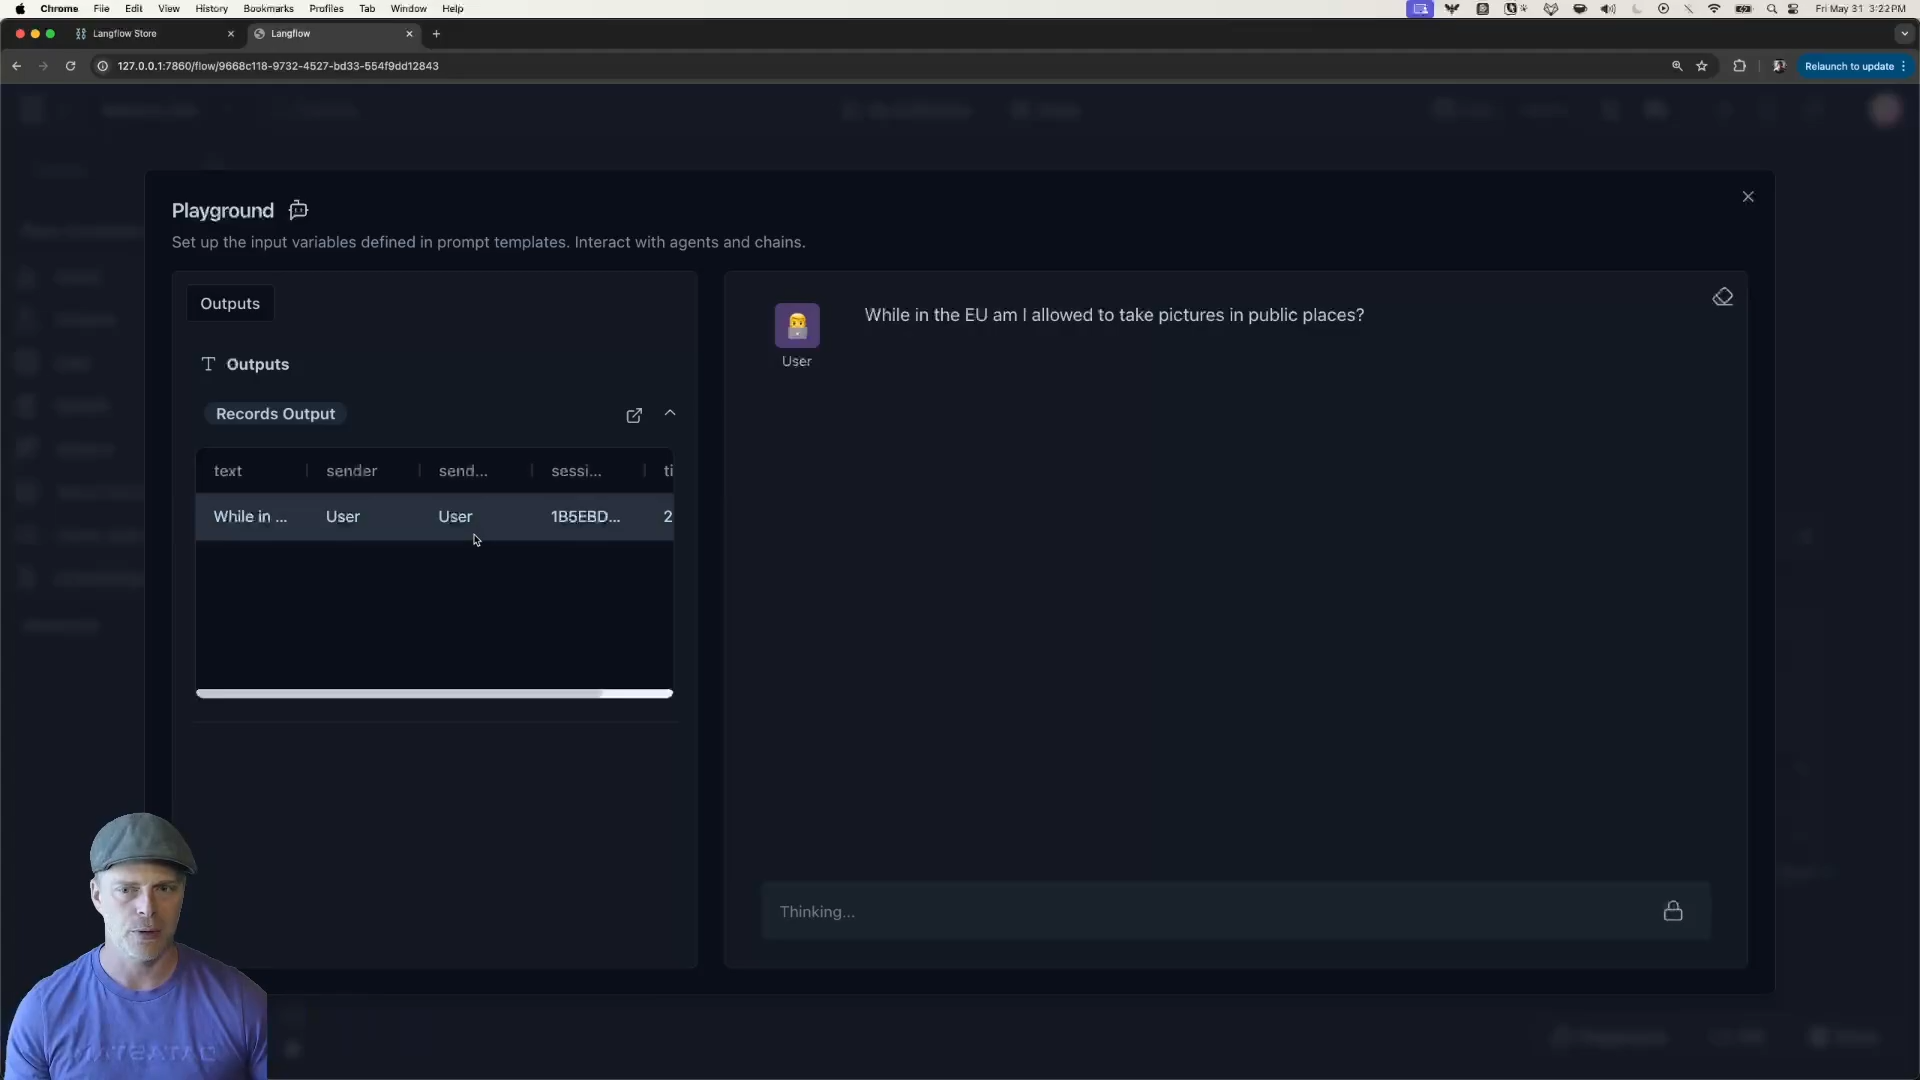 Chrome File Edit View History Bookmarks Profiles Tab Window Help
Fri May 31 3:22 PM
Langflow Store
Langflow
127.0.0.1:7860/flow/9668c118-9732-4527-bd33-554f9dd12843
Relaunch to update
Playground
Set up the input variables defined in prompt templates. Interact with agents and chains.
Outputs
Outputs
Records Output
text sender send... sessi... ti
While in ... User User 1B5EBD... 2
While in the EU am I allowed to take pictures in public places?
User
Thinking...
DATASTAX